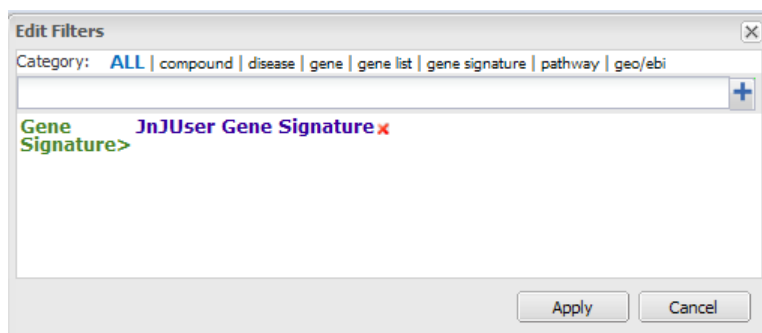 Edit Filters
Category: ALL | compound | disease | gene | gene list | gene signature | pathway | geo/ebi
Gene Signature>
JnJUser Gene Signature
Apply Cancel